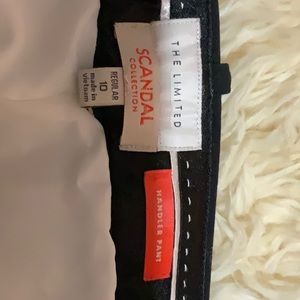 THE LIMITED
SCANDAL
COLLECTION
REGULAR
10
made in
vietnam
HANDLER PANT